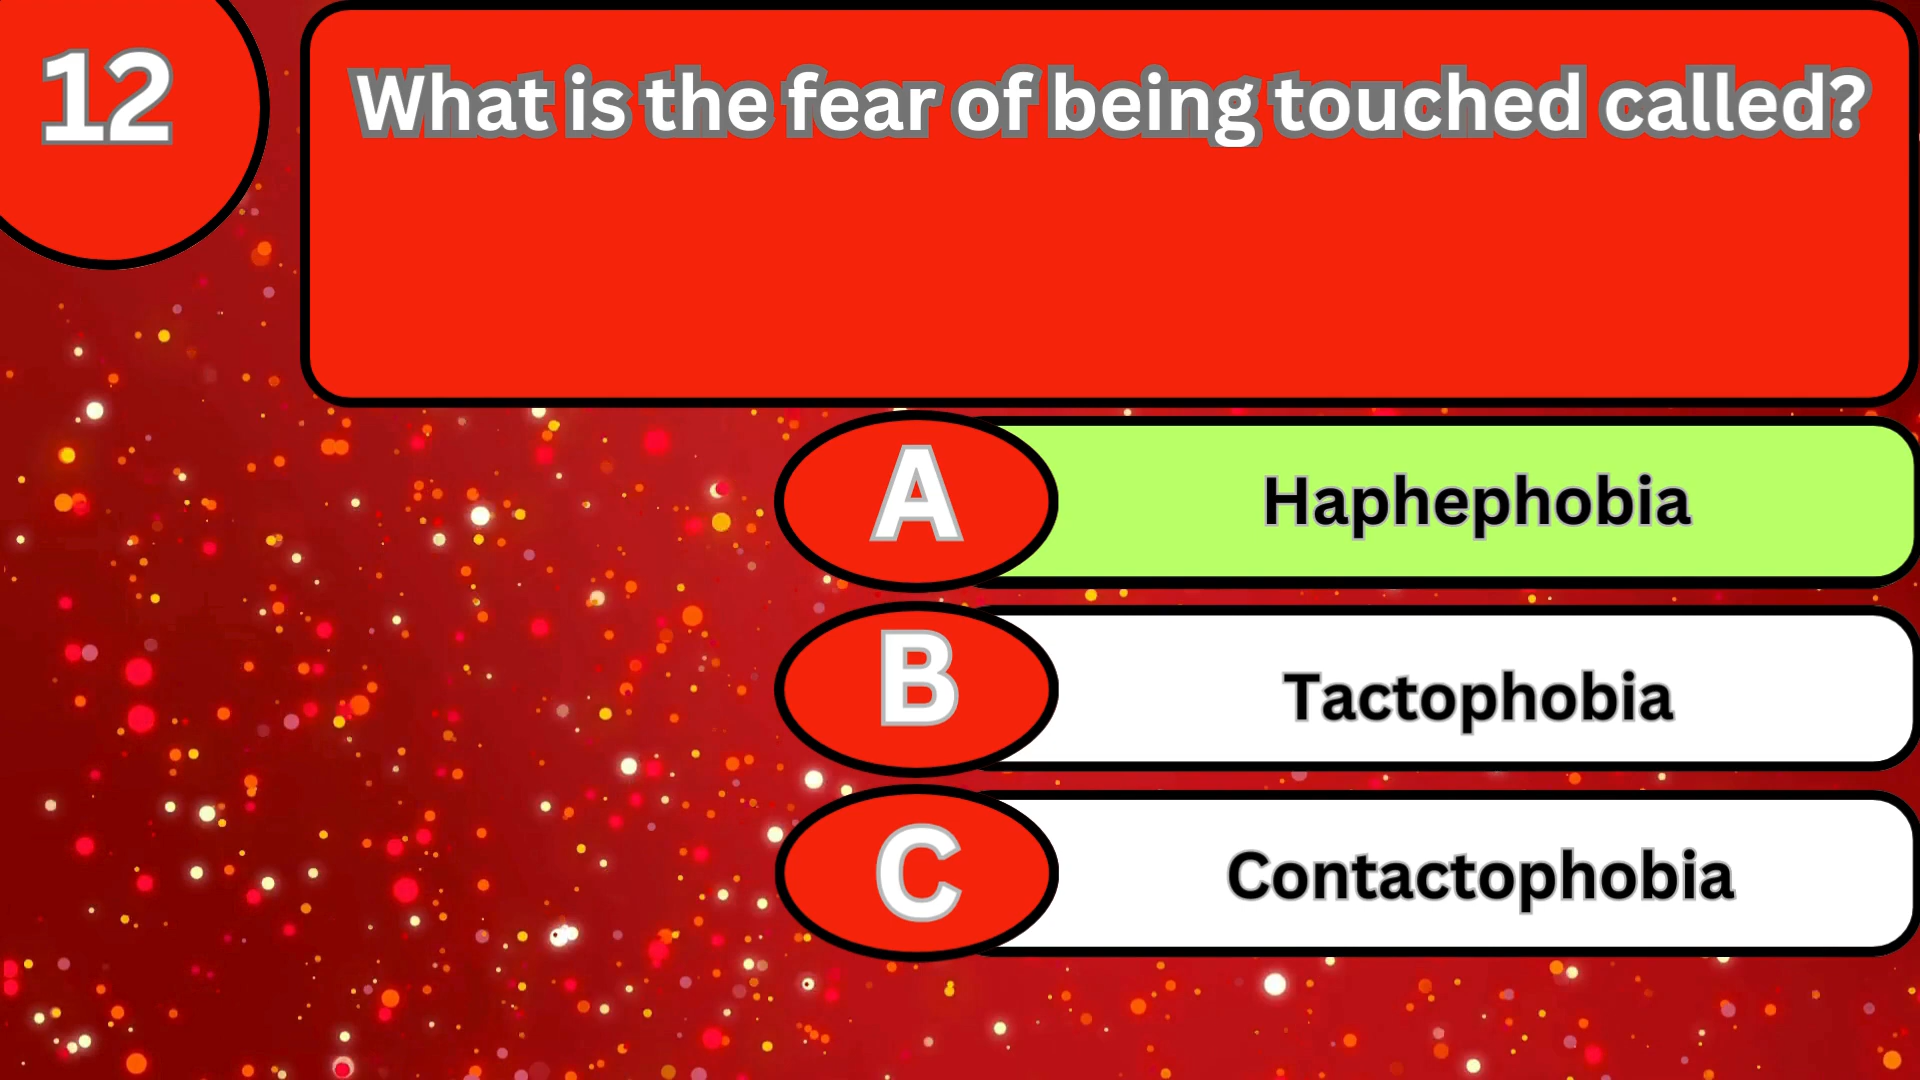 12
What is the fear of being touched called?
A
Haphephobia
B
Tactophobia
C
Contactophobia